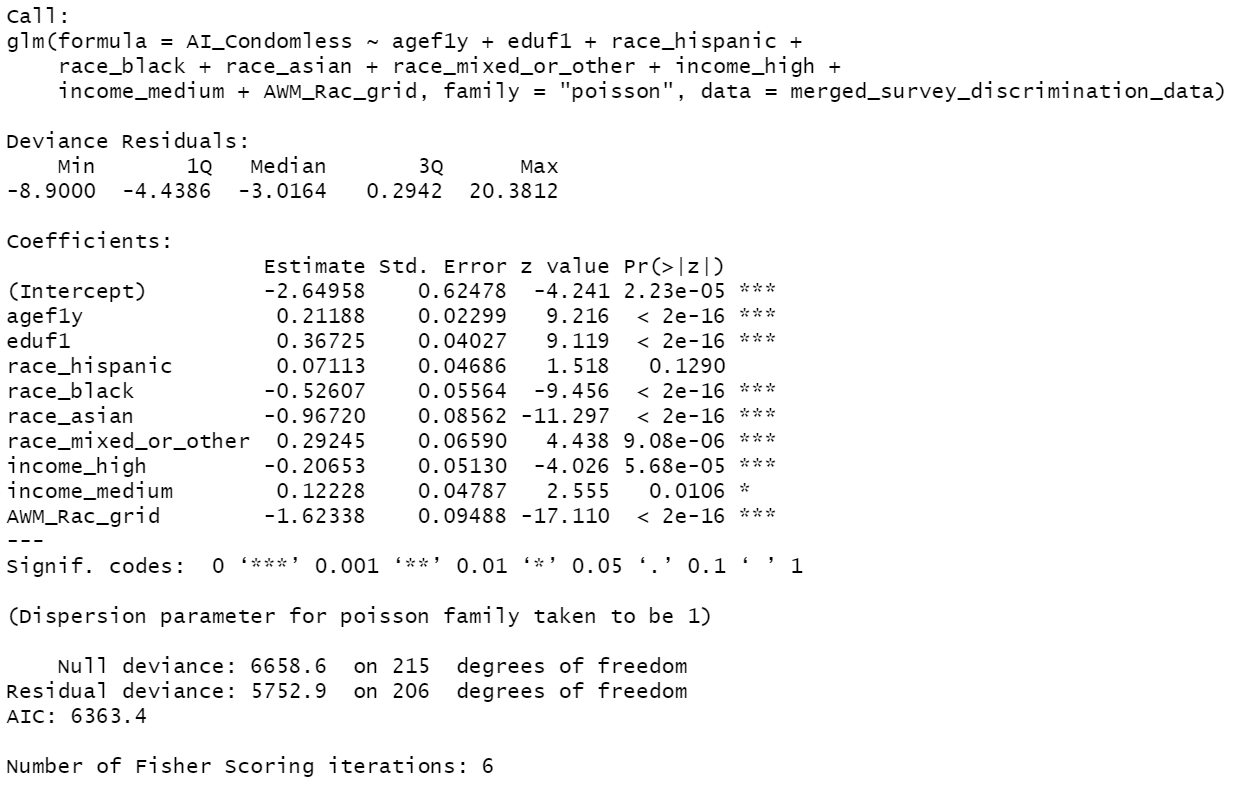 Call:
glm(formula = AI_Condomless ~ agef1y + eduf1 + race_hispanic +
    race_black + race_asian + race_mixed_or_other + income_high +
    income_medium + AWM_Rac_grid, family = "poisson", data = merged_survey_discrimination_data)

Deviance Residuals:
    Min       1Q   Median       3Q      Max
-8.9000  -4.4386  -3.0164   0.2942  20.3812

Coefficients:
                    Estimate Std. Error z value Pr(>|z|)
(Intercept)         -2.64958    0.62478  -4.241 2.23e-05 ***
agef1y               0.21188    0.02299   9.216  < 2e-16 ***
eduf1                0.36725    0.04027   9.119  < 2e-16 ***
race_hispanic        0.07113    0.04686   1.518   0.1290
race_black          -0.52607    0.05564  -9.456  < 2e-16 ***
race_asian          -0.96720    0.08562 -11.297  < 2e-16 ***
race_mixed_or_other  0.29245    0.06590   4.438 9.08e-06 ***
income_high         -0.20653    0.05130  -4.026 5.68e-05 ***
income_medium        0.12228    0.04787   2.555   0.0106 *
AWM_Rac_grid        -1.62338    0.09488 -17.110  < 2e-16 ***
---
Signif. codes:  0 ‘***’ 0.001 ‘**’ 0.01 ‘*’ 0.05 ‘.’ 0.1 ‘ ’ 1

(Dispersion parameter for poisson family taken to be 1)

    Null deviance: 6658.6  on 215  degrees of freedom
Residual deviance: 5752.9  on 206  degrees of freedom
AIC: 6363.4

Number of Fisher Scoring iterations: 6